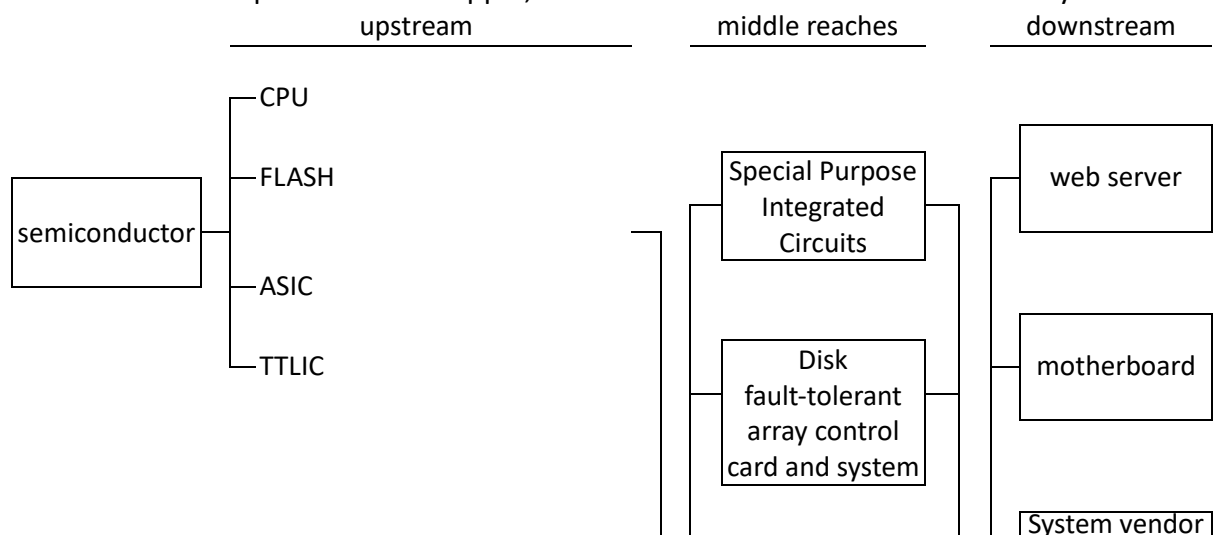 upstream
middle reaches
downstream
CPU
FLASH
semiconductor
ASIC
TTLIC
Special Purpose
Integrated
Circuits
Disk
fault-tolerant
array control
card and system
web server
motherboard
System vendor